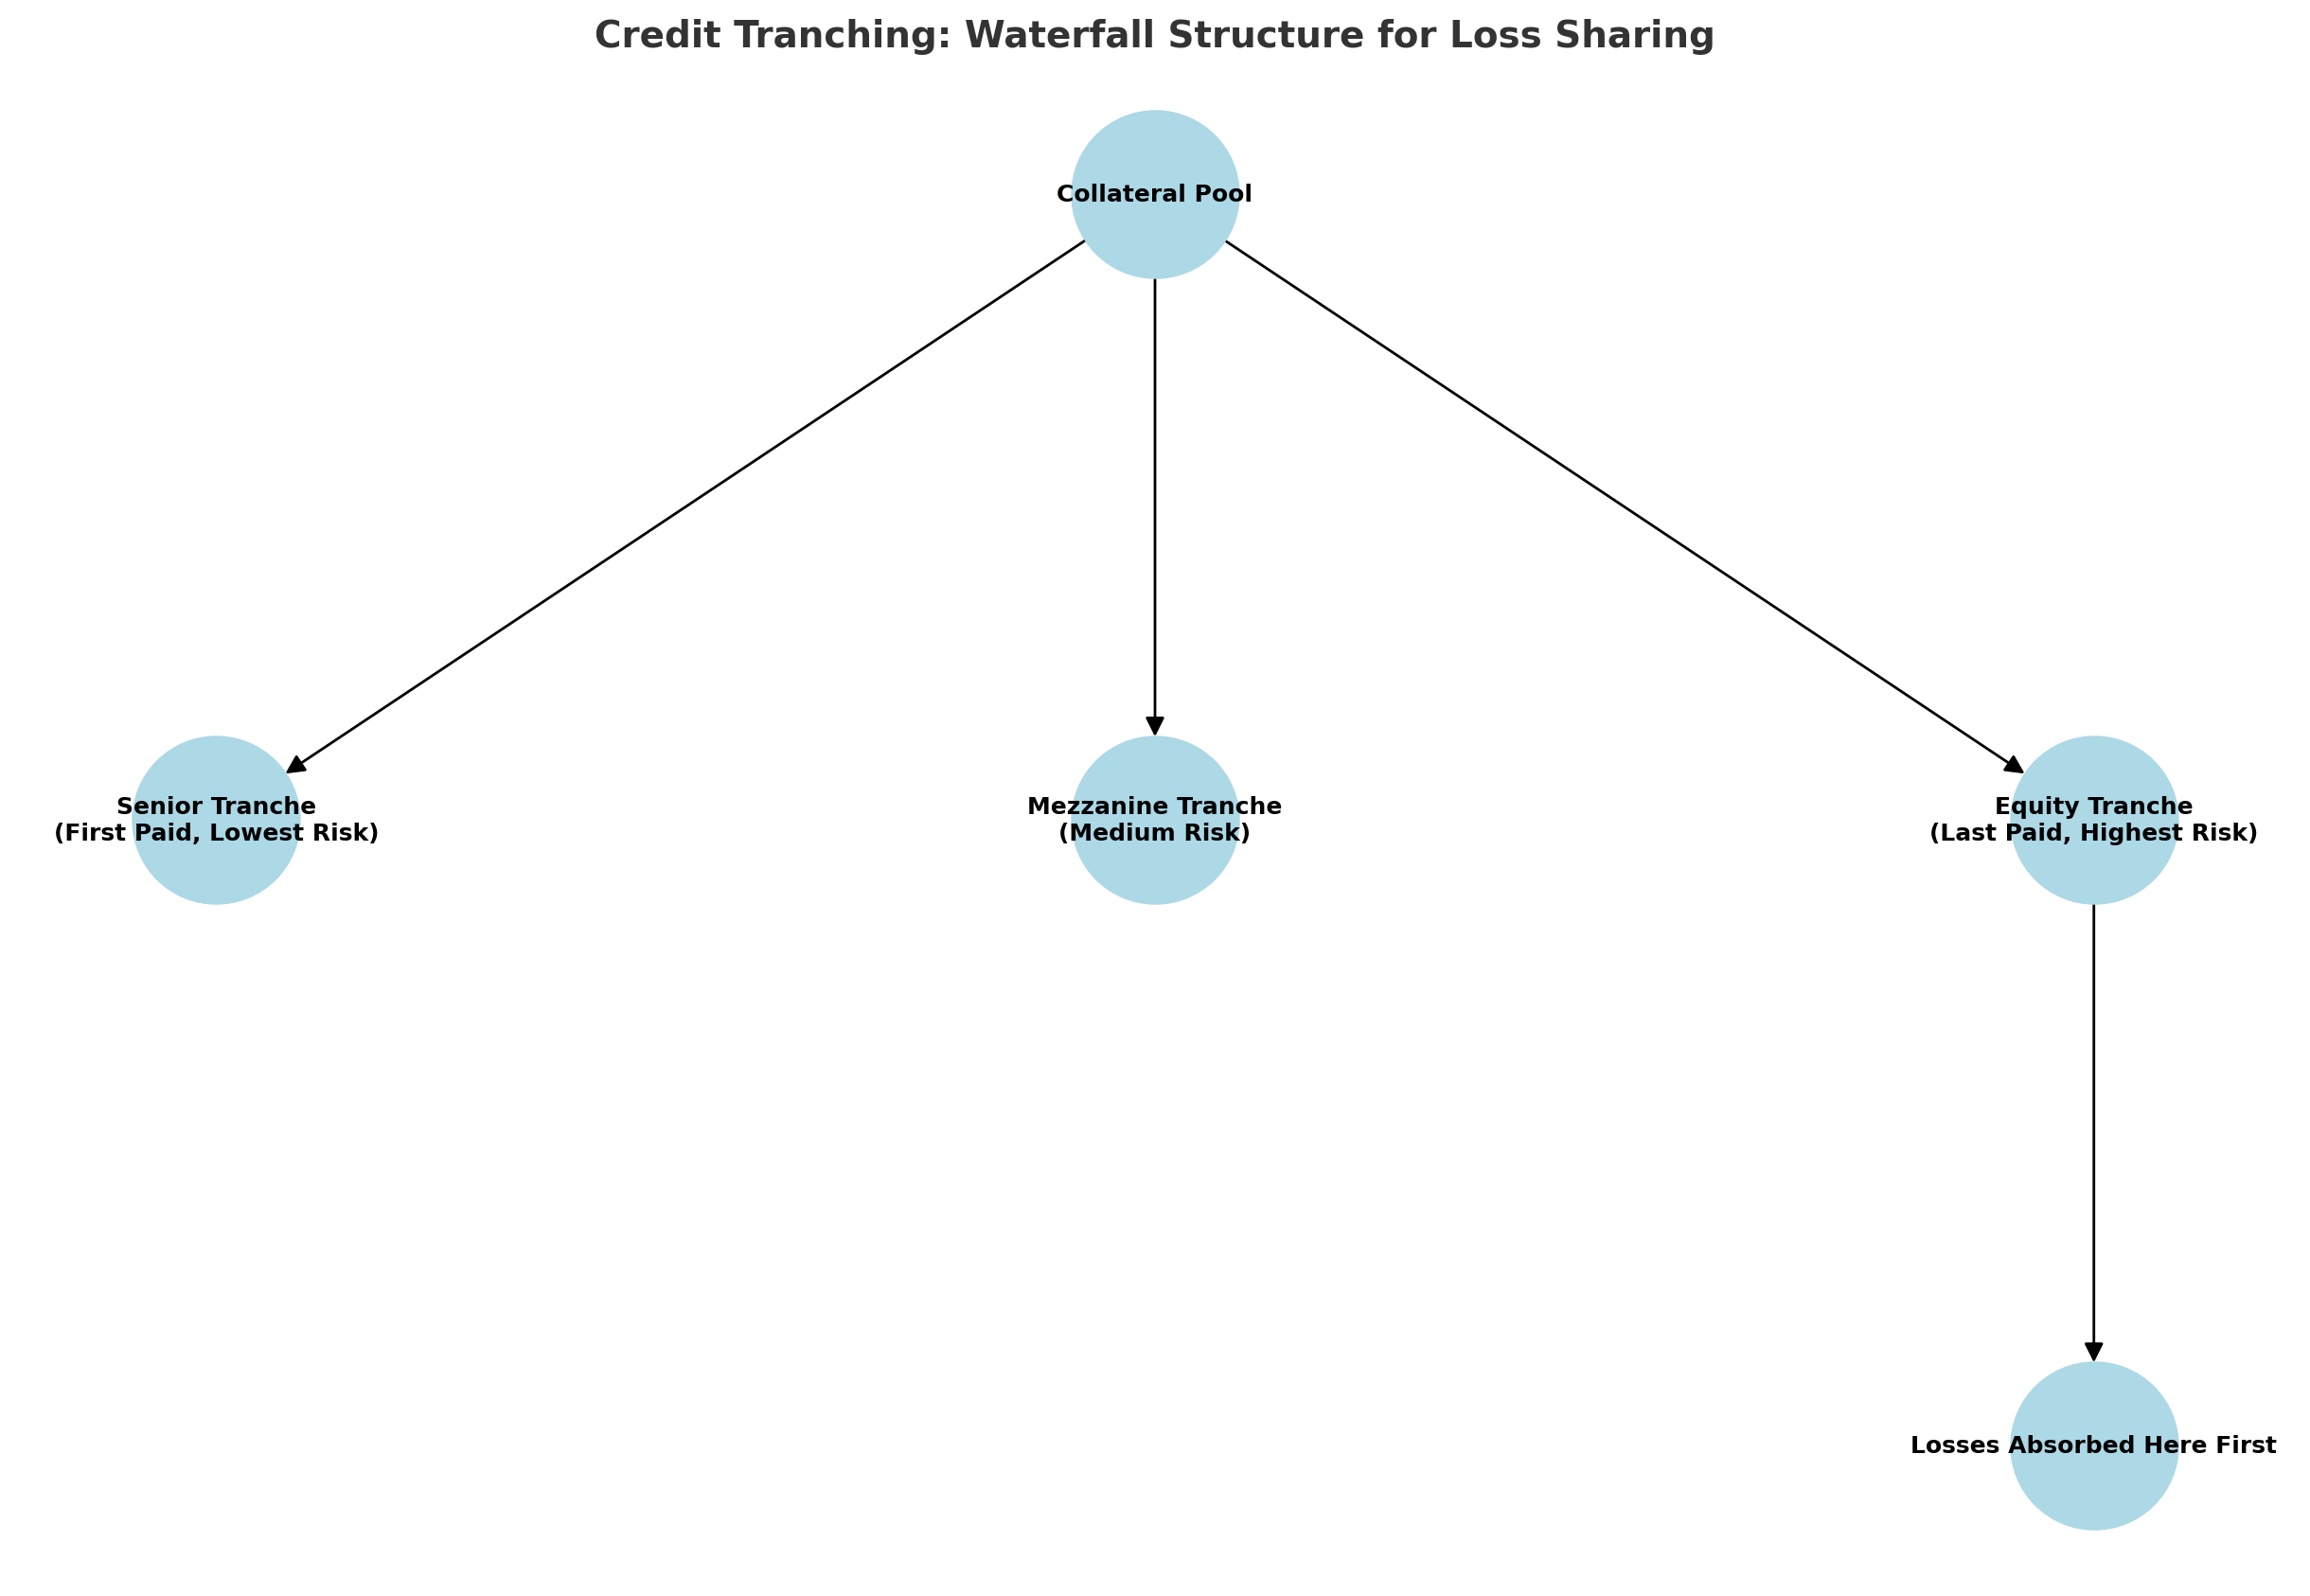 Credit Tranching: Waterfall Structure for Loss Sharing
Collateral Pool
Senior Tranche
(First Paid, Lowest Risk)
Mezzanine Tranche
(Medium Risk)
Equity Tranche
(Last Paid, Highest Risk)
Losses Absorbed Here First